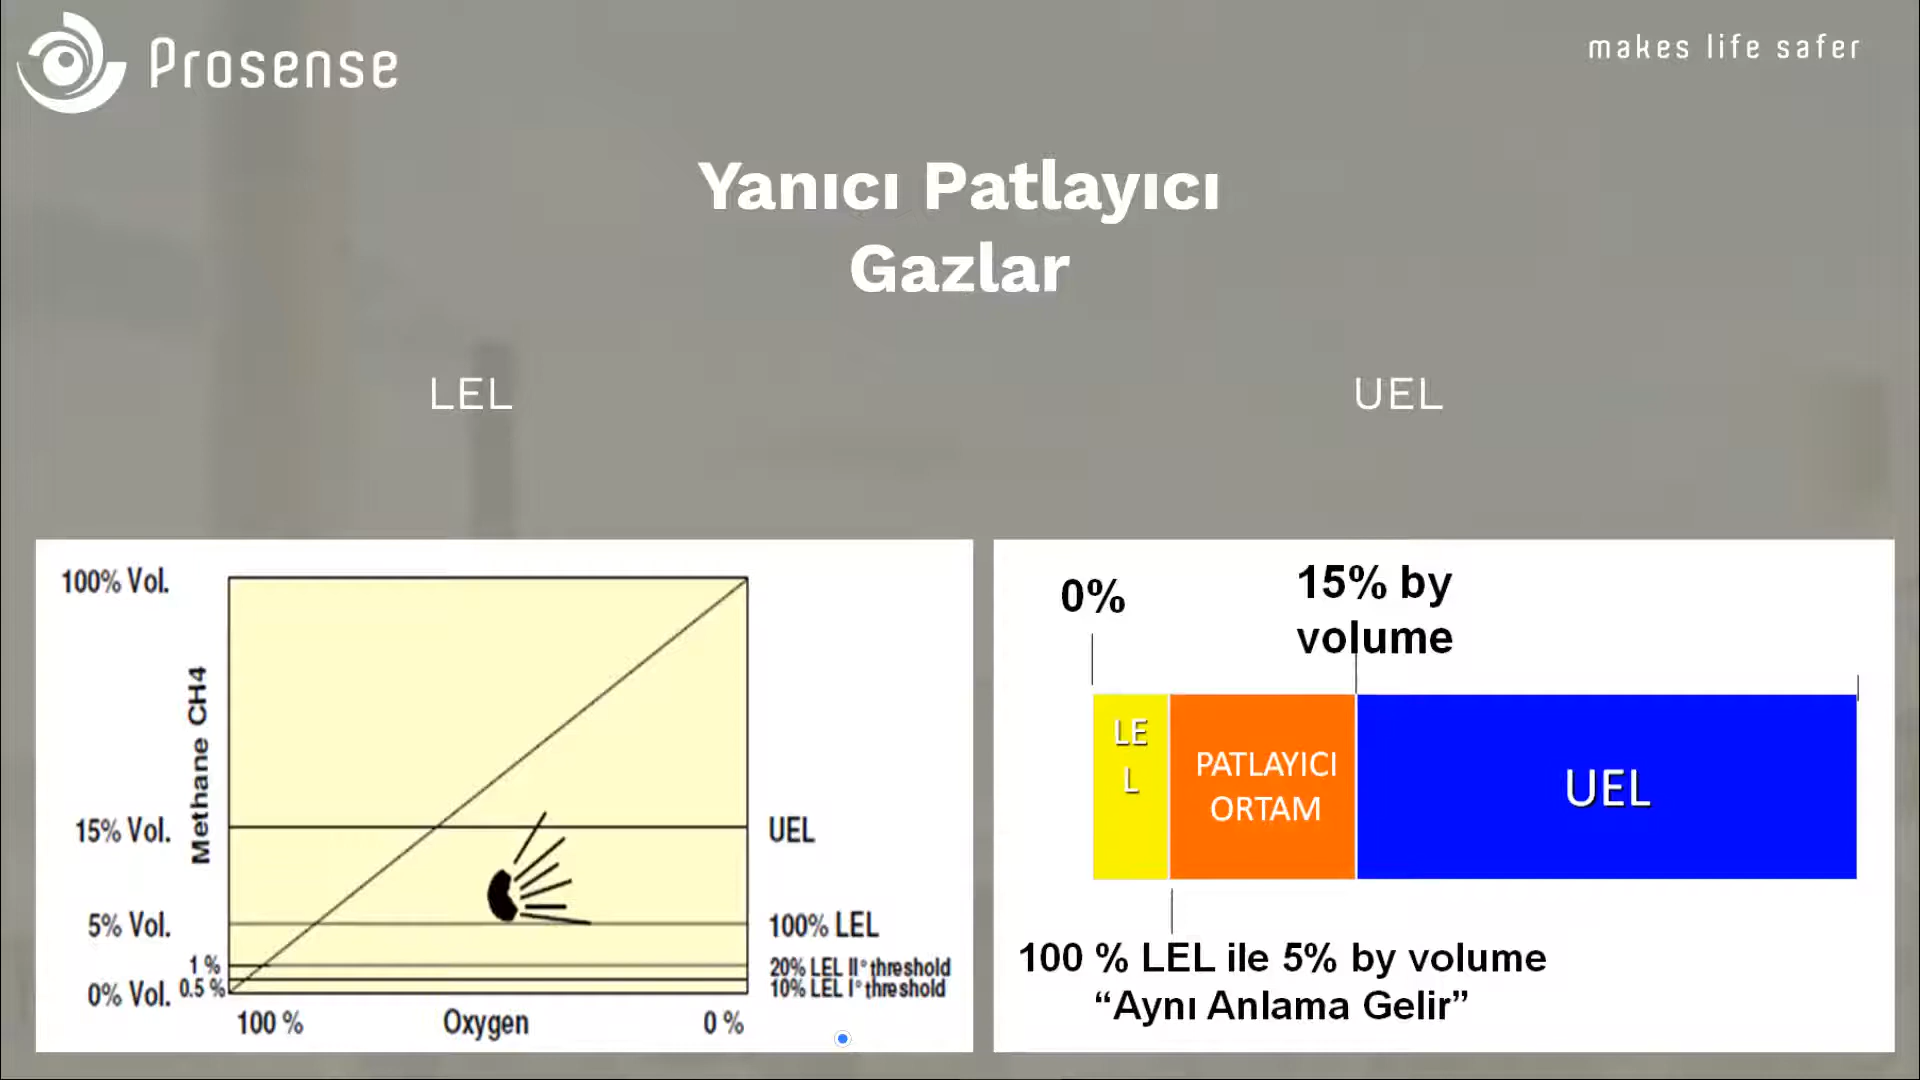 Prosense
makes life safer
Yanıcı Patlayıcı
Gazlar
LEL
UEL
100% Vol.
Methane CH4
15% Vol.
UEL
5% Vol.
100% LEL
1 %
20% LEL II° threshold
0.5 %
10% LEL I° threshold
0% Vol.
100 %
Oxygen
0 %
0%
15% by
volume
LE
L
PATLAYICI
ORTAM
UEL
100 % LEL ile 5% by volume
“Aynı Anlama Gelir”